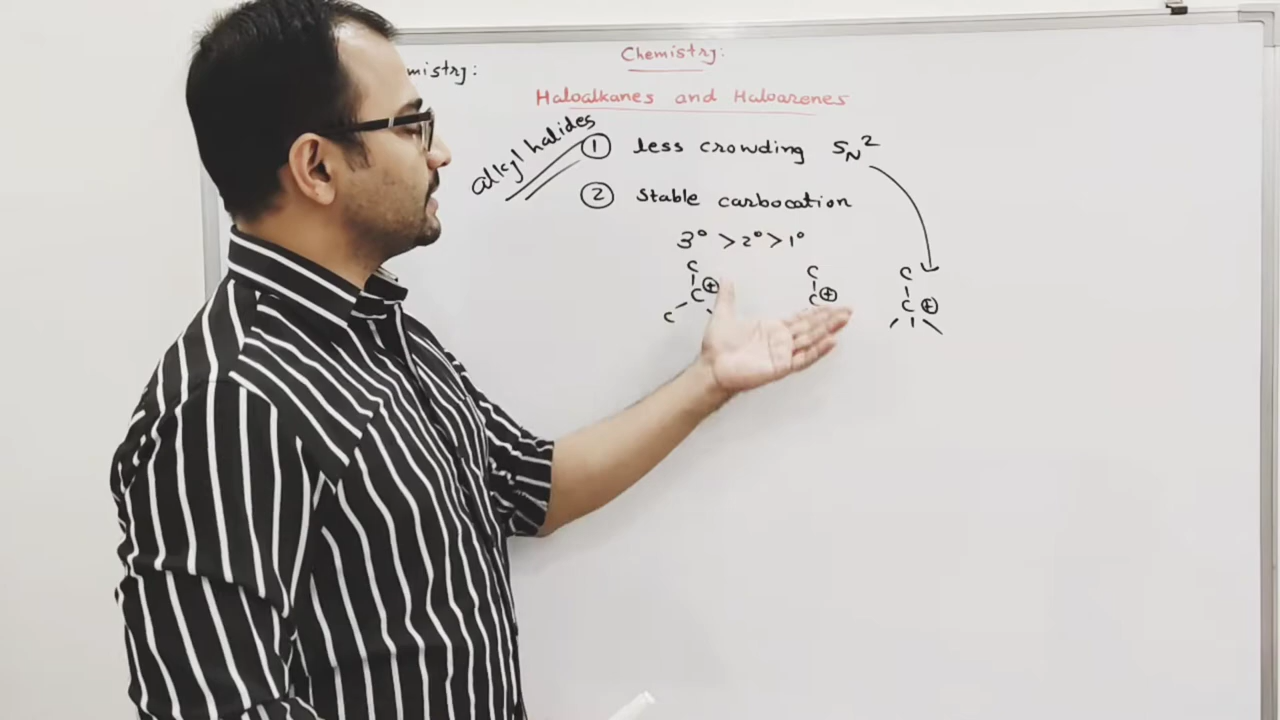 Chemistry:
mistry:
Haloalkanes and Haloarenes
alkyl halides
① less crowding SN2
② Stable carbocation
3° > 2° > 1°
C C C
C⊕ C⊕ C⊕
C